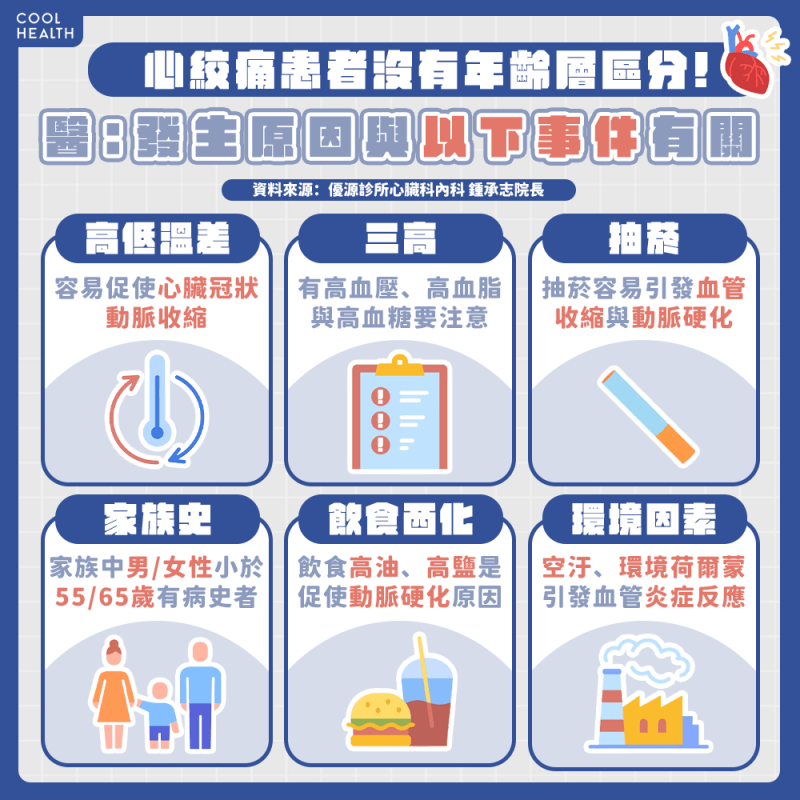 COOL
HEALTH
心絞痛患者沒有年齡層區分!
醫:發生原因與以下事件有關
資料來源: 優源診所心臟科內科 鍾承志院長
高低溫差
容易促使心臟冠狀
動脈收縮
三高
有高血壓、高血脂
與高血糖要注意
抽菸
抽菸容易引發血管
收縮與動脈硬化
家族史
家族中男/女性小於
55/65歲有病史者
飲食西化
飲食高油、高鹽是
促使動脈硬化原因
環境因素
空汙、環境荷爾蒙
引發血管炎症反應